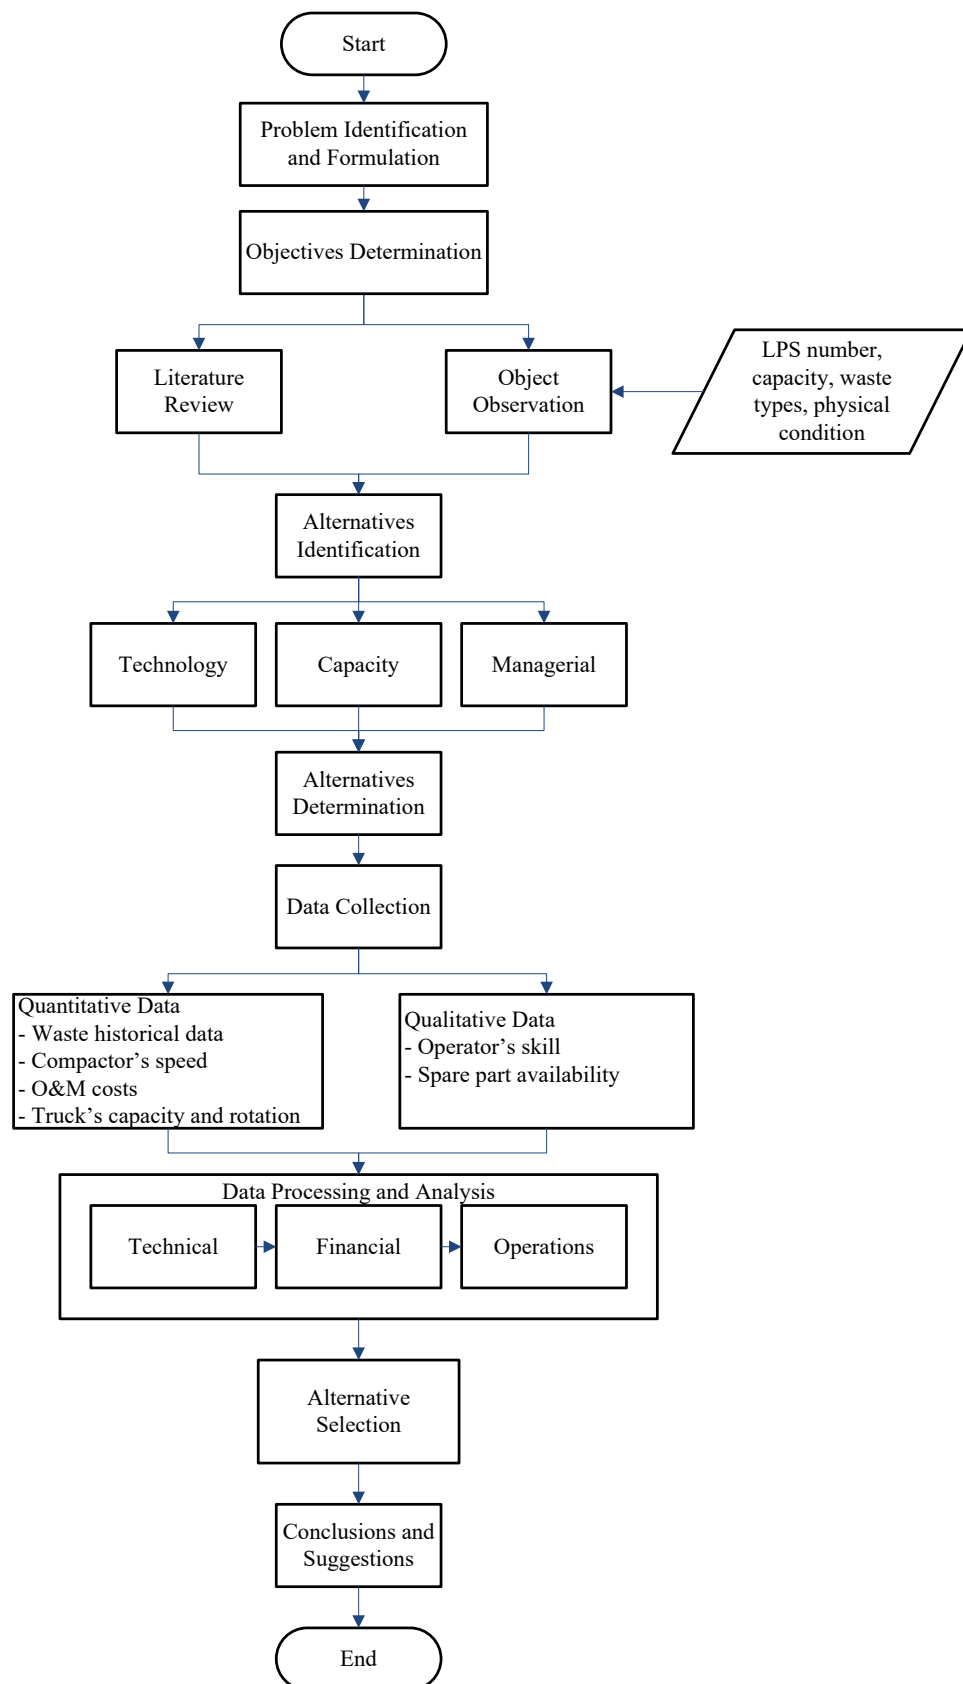 Start
Problem Identification
and Formulation
Objectives Determination
Literature
Review
Object
Observation
LPS number,
capacity, waste
types, physical
condition
Alternatives
Identification
Technology
Capacity
Managerial
Alternatives
Determination
Data Collection
Quantitative Data
- Waste historical data
- Compactor’s speed
- O&M costs
- Truck’s capacity and rotation
Qualitative Data
- Operator’s skill
- Spare part availability
Data Processing and Analysis
Technical
Financial
Operations
Alternative
Selection
Conclusions and
Suggestions
End